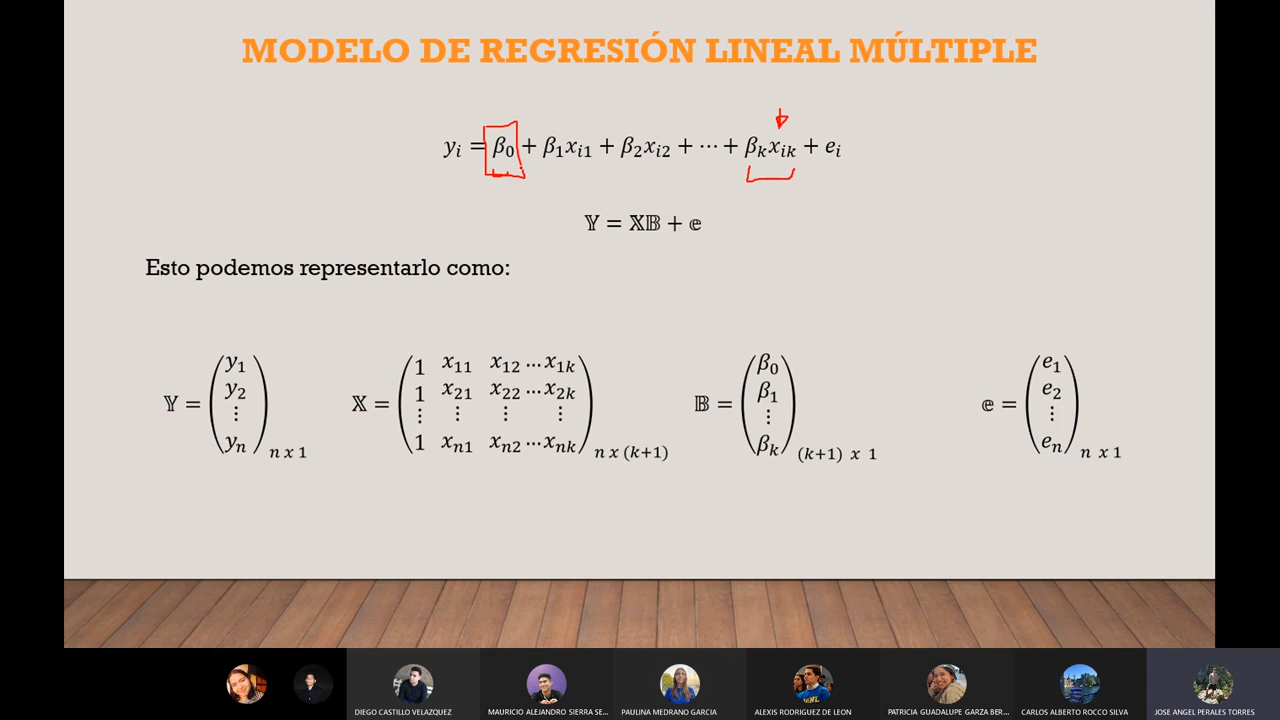 MODELO DE REGRESIÓN LINEAL MÚLTIPLE
yᵢ = β₀ + β₁xᵢ₁ + β₂xᵢ₂ + ⋯ + βₖxᵢₖ + eᵢ
𝕐 = 𝕏𝔹 + 𝕖
Esto podemos representarlo como:
𝕐 = (y₁ y₂ ⋮ yₙ) n x 1
𝕏 = (1 x₁₁ x₁₂ … x₁ₖ
1 x₂₁ x₂₂ … x₂ₖ
⋮ ⋮ ⋮ ⋮
1 xₙ₁ xₙ₂ … xₙₖ) n x (k+1)
𝔹 = (β₀ β₁ ⋮ βₖ) (k+1) x 1
𝕖 = (e₁ e₂ ⋮ eₙ) n x 1
DIEGO CASTILLO VELAZQUEZ
MAURICIO ALEJANDRO SIERRA SE...
PAULINA MEDRANO GARCIA
ALEXIS RODRIGUEZ DE LEON
PATRICIA GUADALUPE GARZA BER...
CARLOS ALBERTO ROCCO SILVA
JOSE ANGEL PERALES TORRES